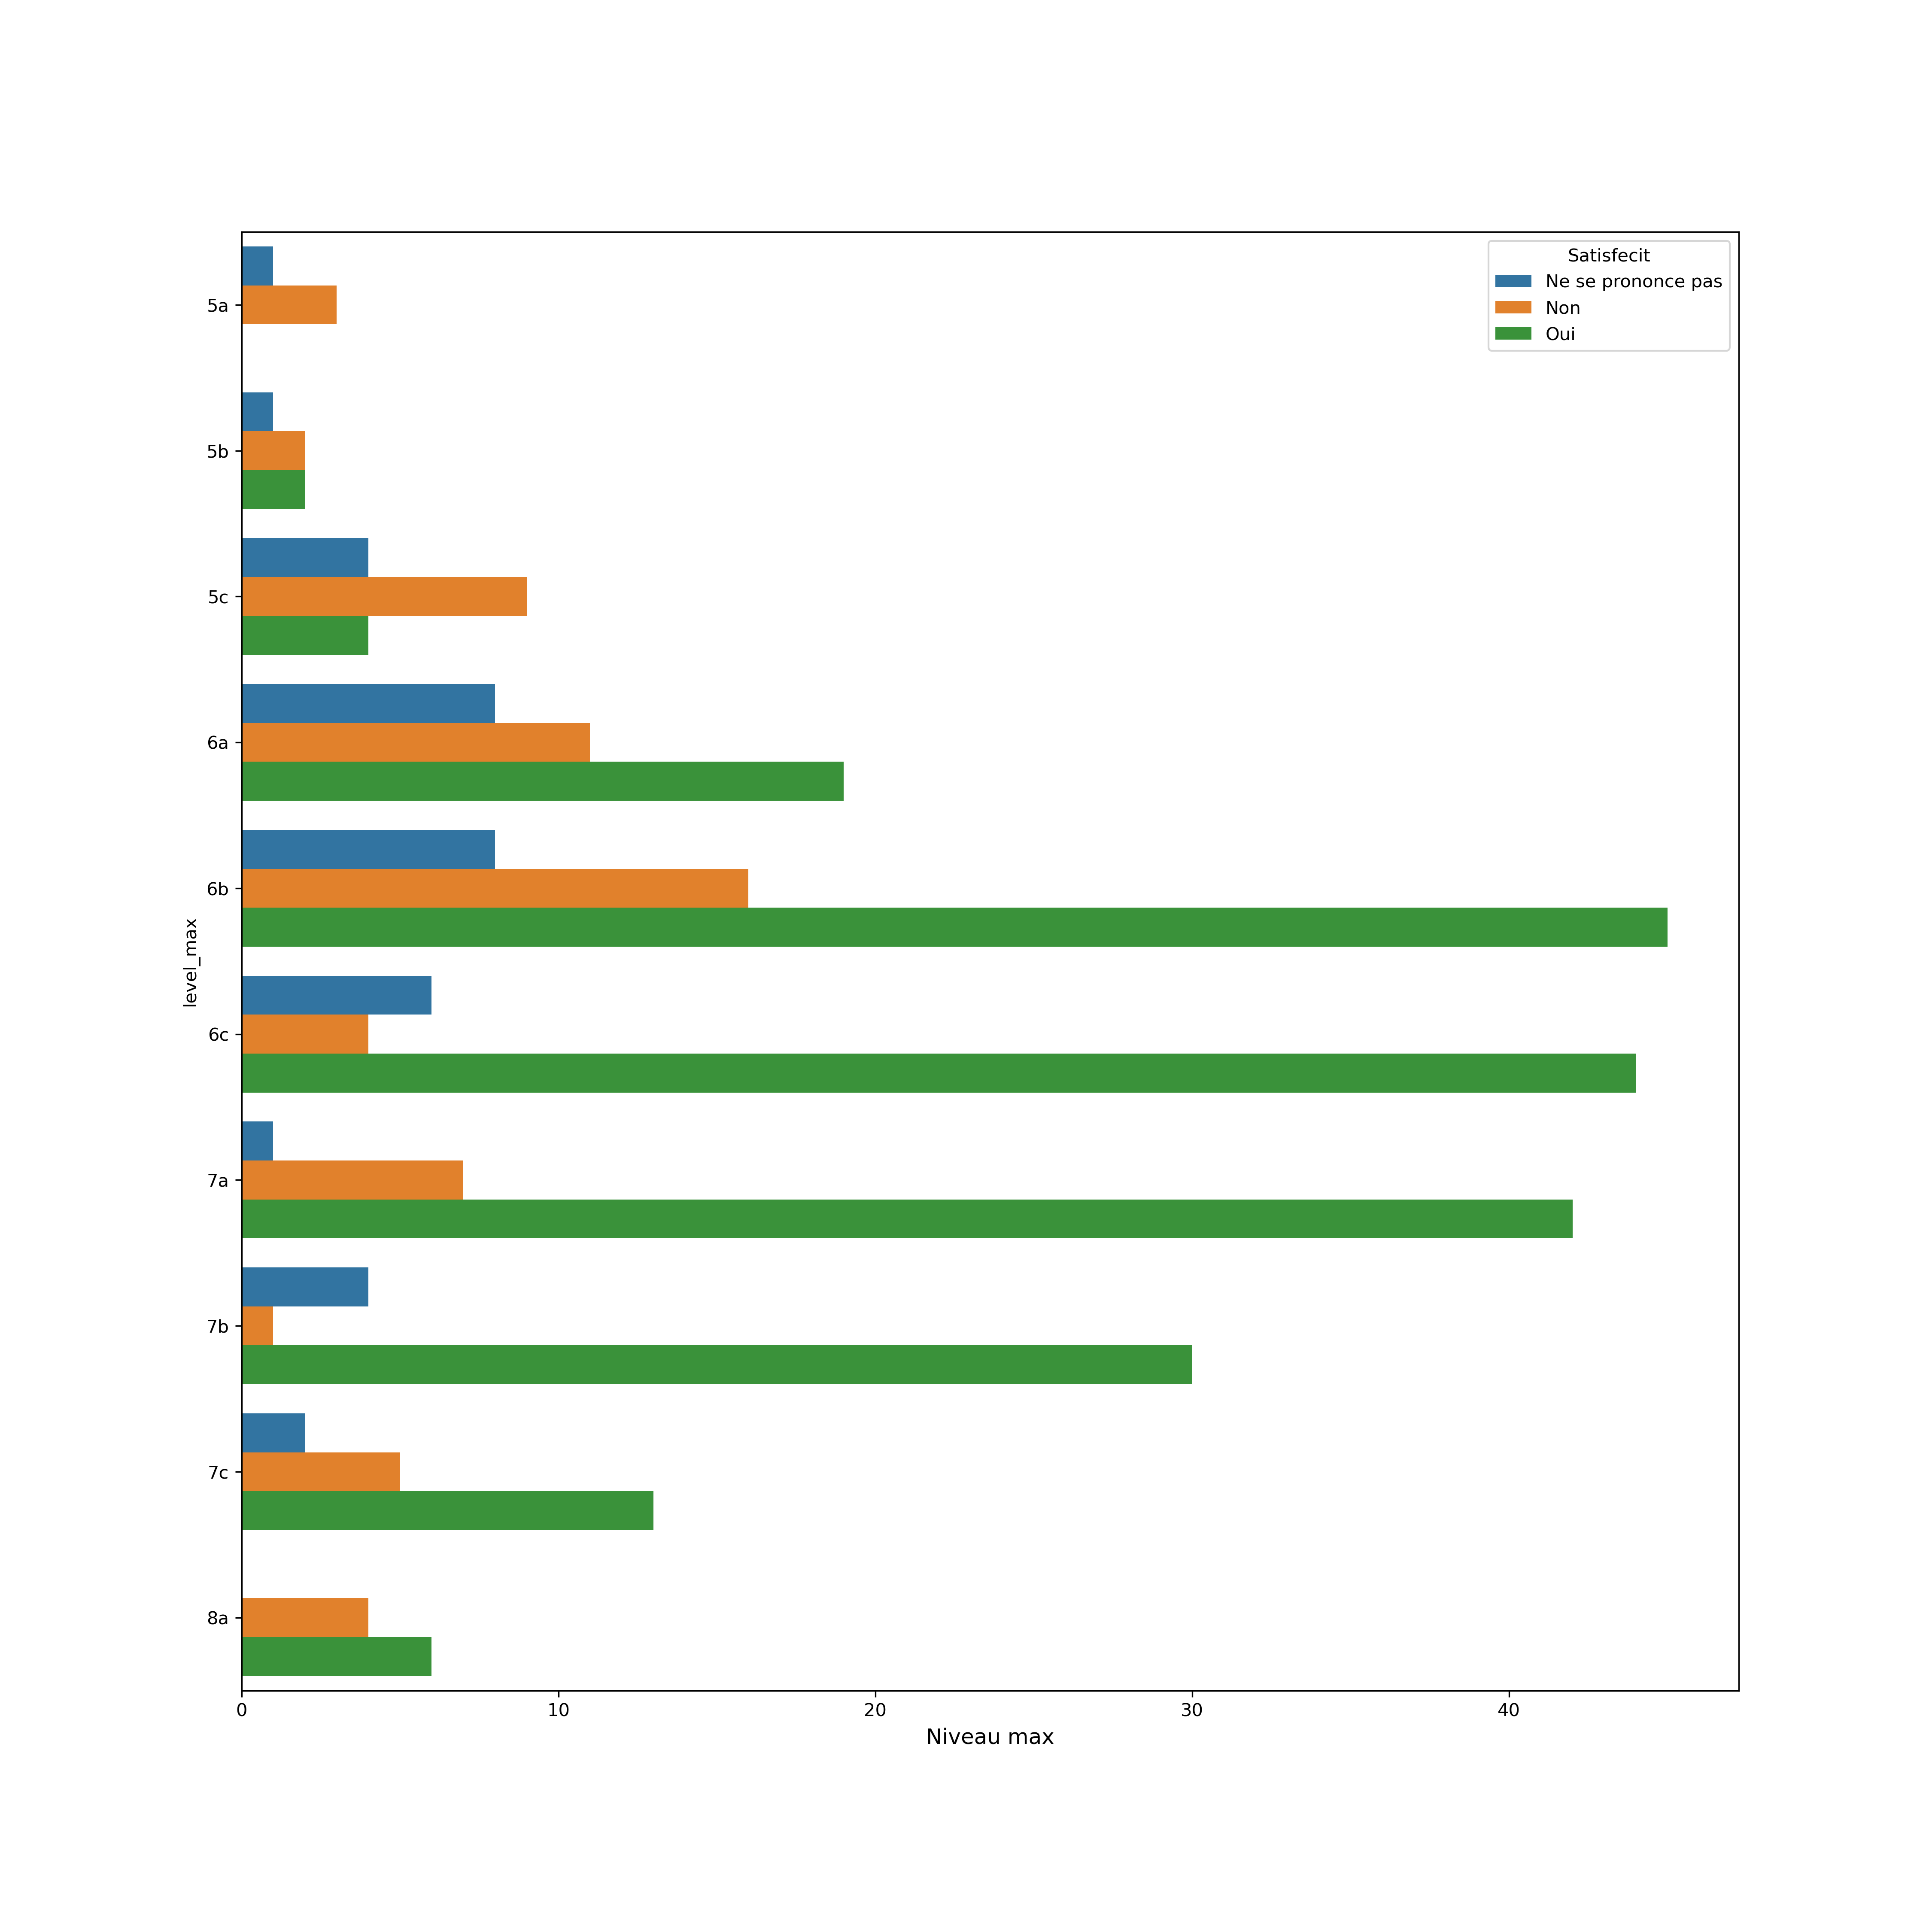 Satisfecit
Ne se prononce pas
Non
Oui
5a
5b
5c
6a
6b
6c
7a
7b
7c
8a
level_max
0 10 20 30 40
Niveau max